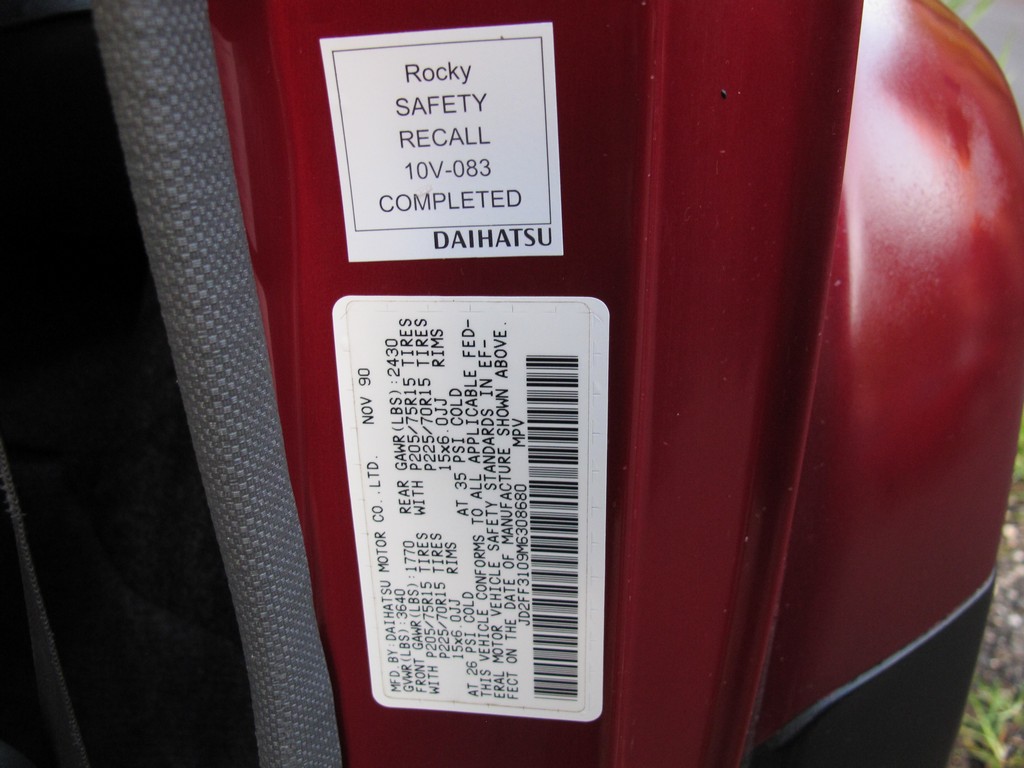 Rocky
SAFETY
RECALL
10V-083
COMPLETED
DAIHATSU
MFD.BY:DAIHATSU MOTOR CO.,LTD. NOV 90
GVWR(LBS):3640
FRONT GAWR(LBS):1770 REAR GAWR(LBS):2430
WITH P205/75R15 TIRES WITH P205/75R15 TIRES
P225/70R15 TIRES P225/70R15 TIRES
15x6.0JJ RIMS 15x6.0JJ RIMS
AT 26 PSI COLD AT 35 PSI COLD
THIS VEHICLE CONFORMS TO ALL APPLICABLE FED-
ERAL MOTOR VEHICLE SAFETY STANDARDS IN EF-
FECT ON THE DATE OF MANUFACTURE SHOWN ABOVE.
JD2FF3109M6308680 MPV